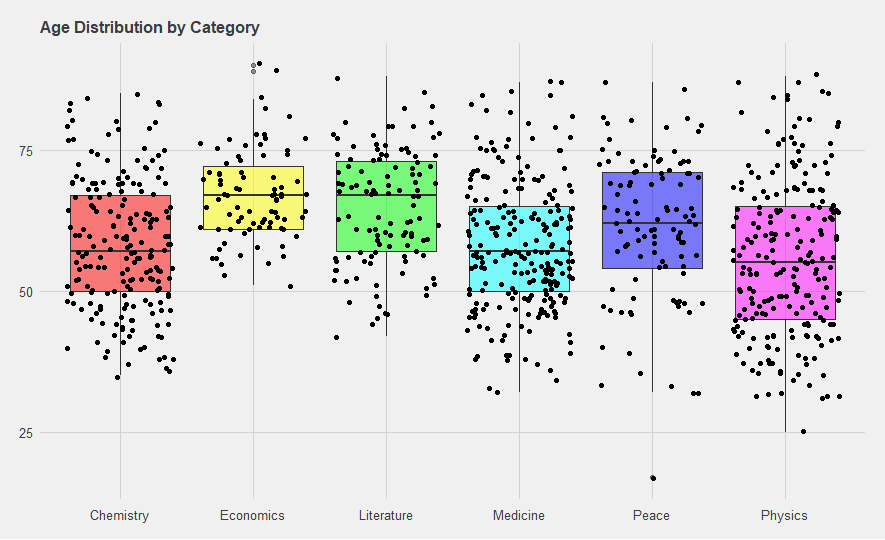 Age Distribution by Category
75
50
25
Chemistry Economics Literature Medicine Peace Physics